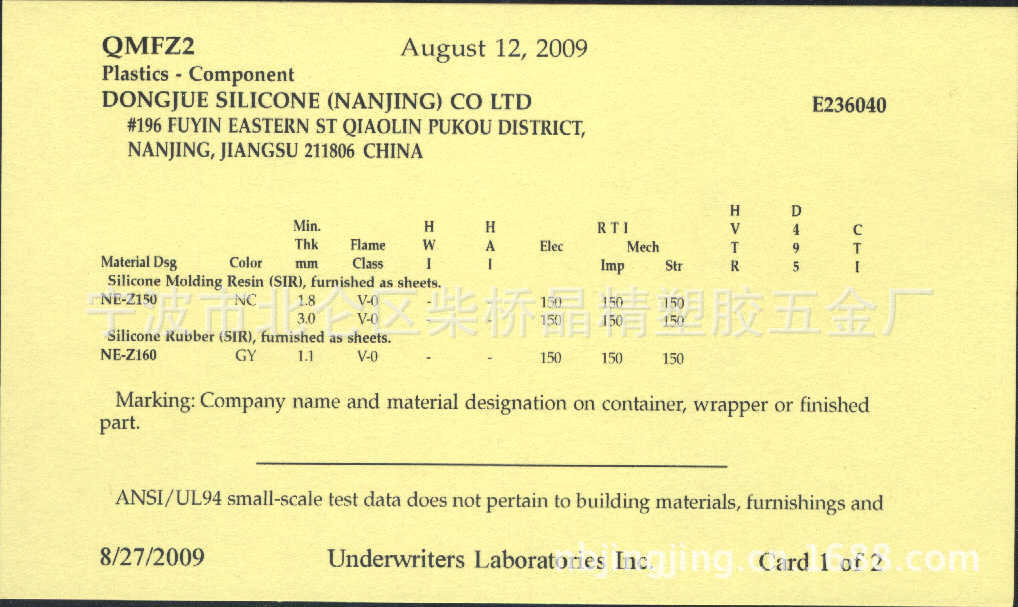 QMFZ2 August 12, 2009
Plastics - Component
DONGJUE SILICONE (NANJING) CO LTD E236040
#196 FUYIN EASTERN ST QIAOLIN PUKOU DISTRICT,
NANJING, JIANGSU 211806 CHINA
H D
Min. H H R T I V 4 C
Thk Flame W A Elec Mech T 9 T
Material Dsg Color mm Class I I Imp Str R 5 I
Silicone Molding Resin (SIR), furnished as sheets.
NE-Z150 NC 1.8 V-0 - - 150 150 150
宁波市北仑区柴桥晶精塑胶五金厂
3.0 V-0 - - 150 150 150
Silicone Rubber (SIR), furnished as sheets.
NE-Z160 GY 1.1 V-0 - - 150 150 150
Marking: Company name and material designation on container, wrapper or finished
part.
ANSI/UL94 small-scale test data does not pertain to building materials, furnishings and
8/27/2009 Underwriters Laboratories Inc. Card 1 of 2
nbjingjing.cn.1688.com